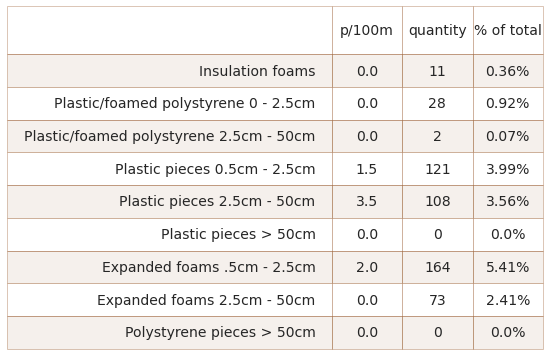 p/100m quantity % of total
Insulation foams 0.0 11 0.36%
Plastic/foamed polystyrene 0 - 2.5cm 0.0 28 0.92%
Plastic/foamed polystyrene 2.5cm - 50cm 0.0 2 0.07%
Plastic pieces 0.5cm - 2.5cm 1.5 121 3.99%
Plastic pieces 2.5cm - 50cm 3.5 108 3.56%
Plastic pieces > 50cm 0.0 0 0.0%
Expanded foams .5cm - 2.5cm 2.0 164 5.41%
Expanded foams 2.5cm - 50cm 0.0 73 2.41%
Polystyrene pieces > 50cm 0.0 0 0.0%